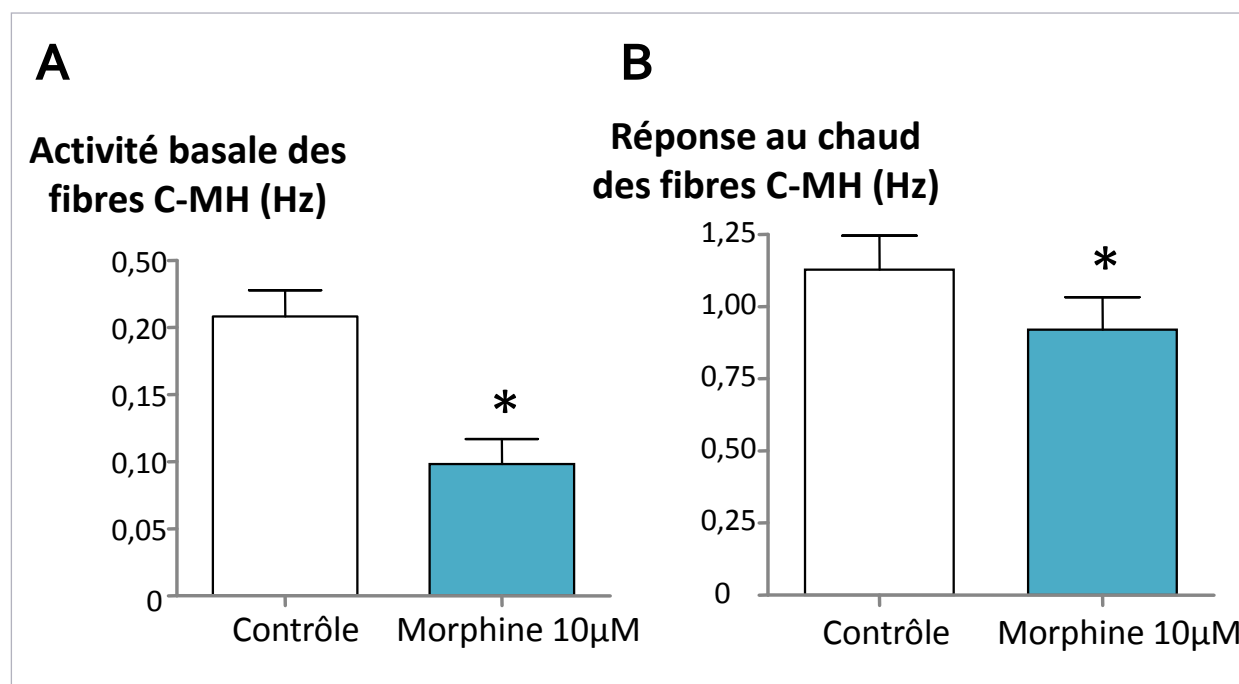 A
Activité basale des
fibres C-MH (Hz)
0,50
0,20
0,15
0,10
0,05
0
*
Contrôle
Morphine 10µM
B
Réponse au chaud
des fibres C-MH (Hz)
1,25
1,00
0,75
0,50
0,25
0
*
Contrôle
Morphine 10µM